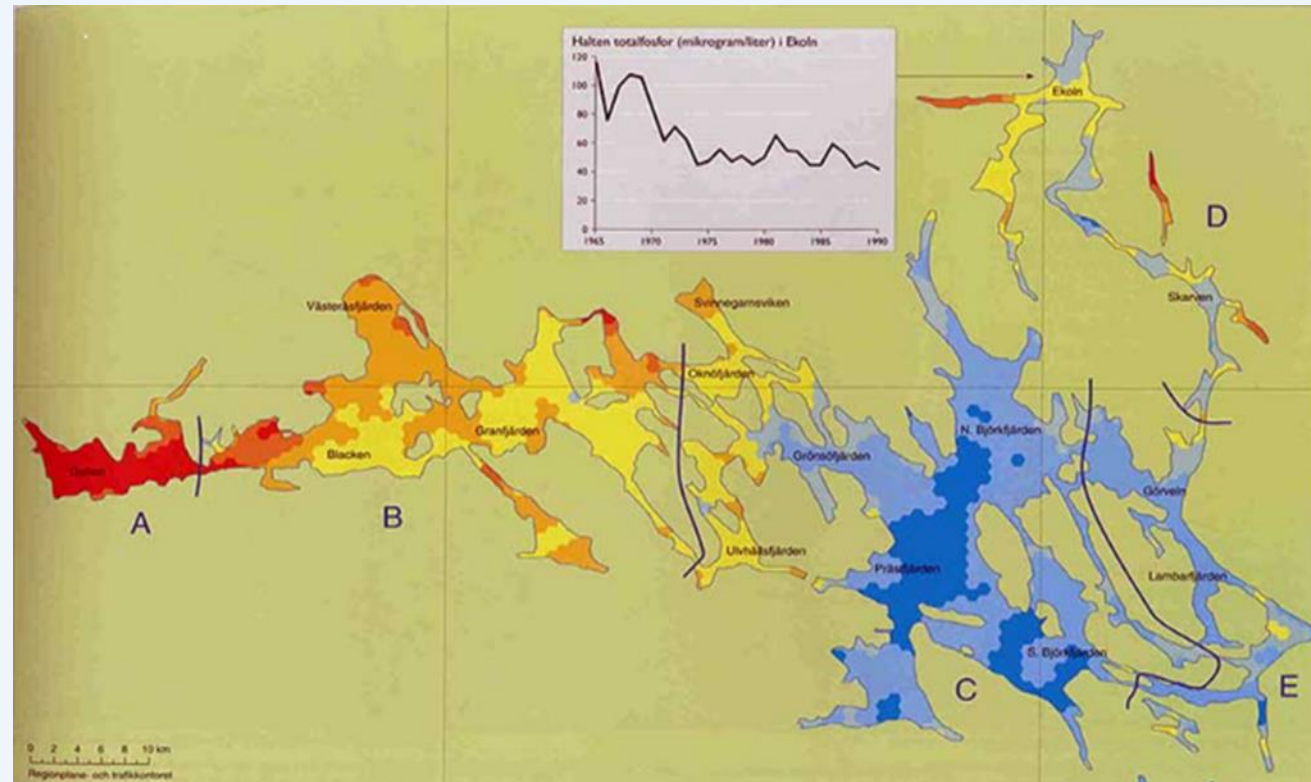 Halten totalfosfor (mikrogram/liter) i Ekoln
120
100
80
60
40
20
0
1965 1970 1975 1980 1985 1990
Ekoln
D
Skarven
Västeråsfjärden
Svinnegarnsviken
Oknöfjärden
Galten
Blacken
Granfjärden
Grönsöfjärden
N. Björkfjärden
Görveln
A
B
Ulvhällsfjärden
Prästfjärden
Lambarfjärden
S. Björkfjärden
C
E
0 2 4 6 8 10 km
Regionplane- och trafikkontoret